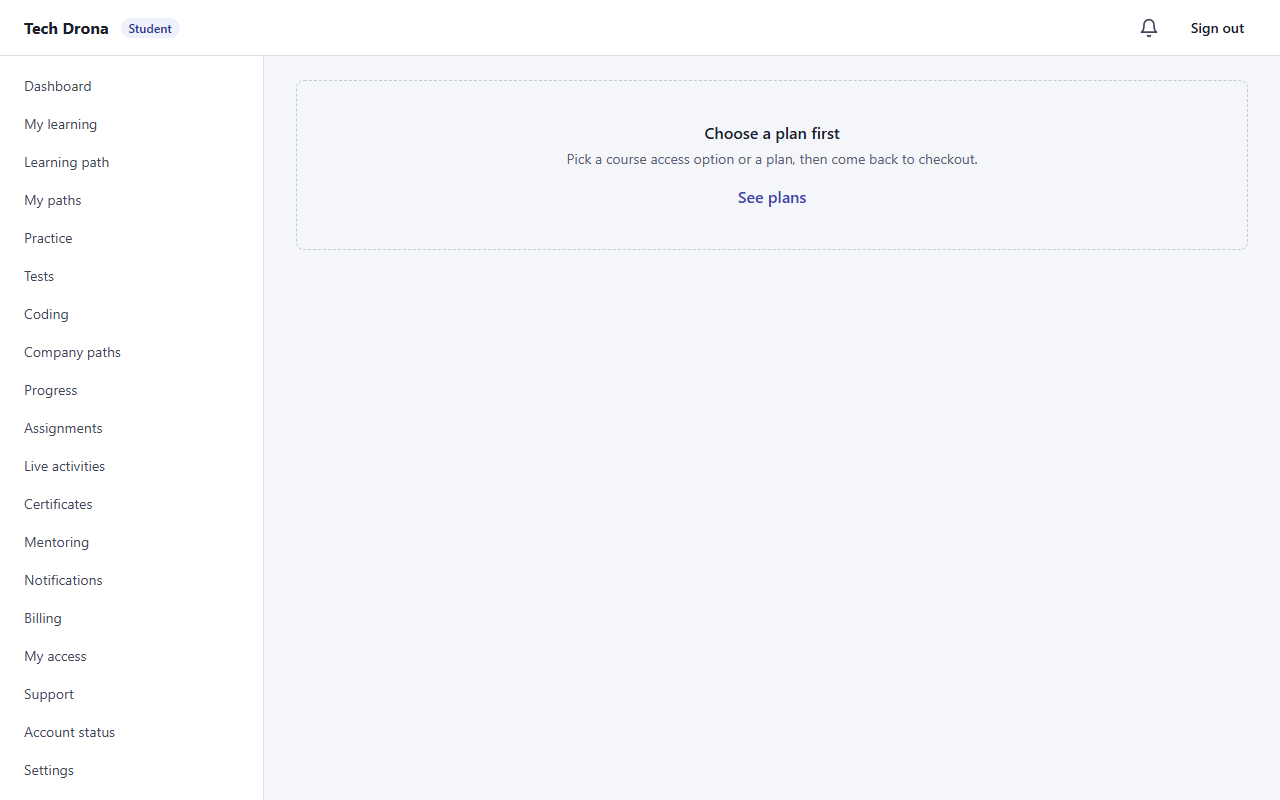 Tech Drona
Student
Sign out
Dashboard
My learning
Learning path
My paths
Practice
Tests
Coding
Company paths
Progress
Assignments
Live activities
Certificates
Mentoring
Notifications
Billing
My access
Support
Account status
Settings
Choose a plan first
Pick a course access option or a plan, then come back to checkout.
See plans